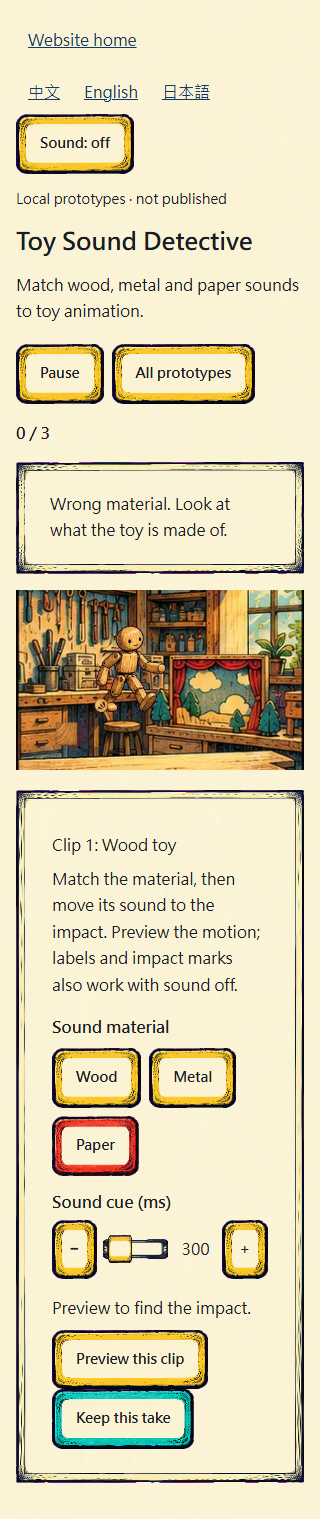 Website home
中文 English 日本語
Sound: off
Local prototypes · not published
Toy Sound Detective
Match wood, metal and paper sounds
to toy animation.
Pause All prototypes
0 / 3
Wrong material. Look at
what the toy is made of.
Clip 1: Wood toy
Match the material, then
move its sound to the
impact. Preview the motion;
labels and impact marks
also work with sound off.
Sound material
Wood Metal
Paper
Sound cue (ms)
− 300 +
Preview to find the impact.
Preview this clip
Keep this take